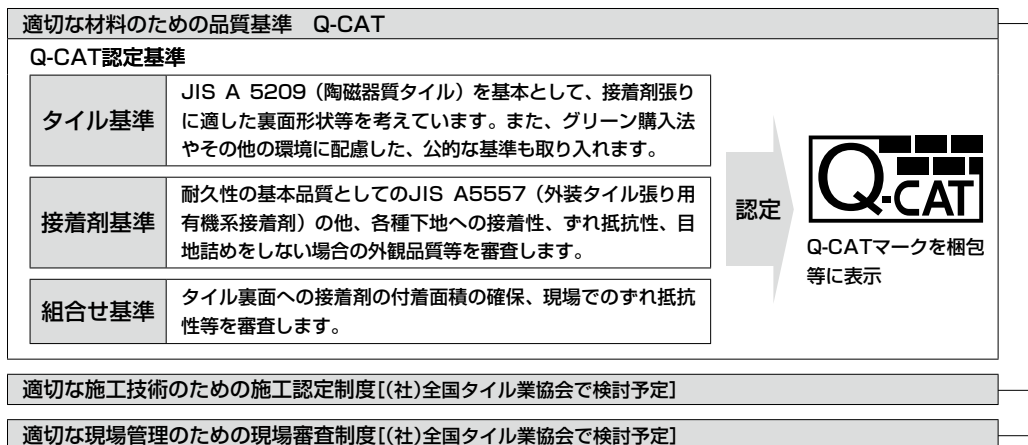 適切な材料のための品質基準　Q-CAT
Q-CAT認定基準
タイル基準
JIS A 5209（陶磁器質タイル）を基本として、接着剤張り
に適した裏面形状等を考えています。また、グリーン購入法
やその他の環境に配慮した、公的な基準も取り入れます。
接着剤基準
耐久性の基本品質としてのJIS A5557（外装タイル張り用
有機系接着剤）の他、各種下地への接着性、ずれ抵抗性、目
地詰めをしない場合の外観品質等を審査します。
組合せ基準
タイル裏面への接着剤の付着面積の確保、現場でのずれ抵抗
性等を審査します。
認定
Q-CAT
Q-CATマークを梱包
等に表示
適切な施工技術のための施工認定制度[(社)全国タイル業協会で検討予定]
適切な現場管理のための現場審査制度[(社)全国タイル業協会で検討予定]